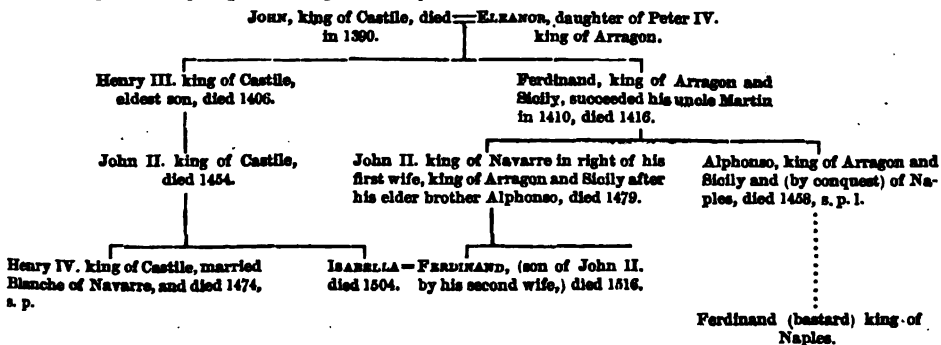 JOHN, king of Castile, died═ELEANOR, daughter of Peter IV.
in 1390. king of Arragon.
Henry III. king of Castile,
eldest son, died 1406.
Ferdinand, king of Arragon and
Sicily, succeeded his uncle Martin
in 1410, died 1416.
John II. king of Castile,
died 1454.
John II. king of Navarre in right of his
first wife, king of Arragon and Sicily after
his elder brother Alphonso, died 1479.
Alphonso, king of Arragon and
Sicily and (by conquest) of Na-
ples, died 1458, s. p. l.
Henry IV. king of Castile, married
Blanche of Navarre, and died 1474,
s. p.
ISABELLA=FERDINAND, (son of John II.
died 1504. by his second wife,) died 1516.
Ferdinand (bastard) king of
Naples.